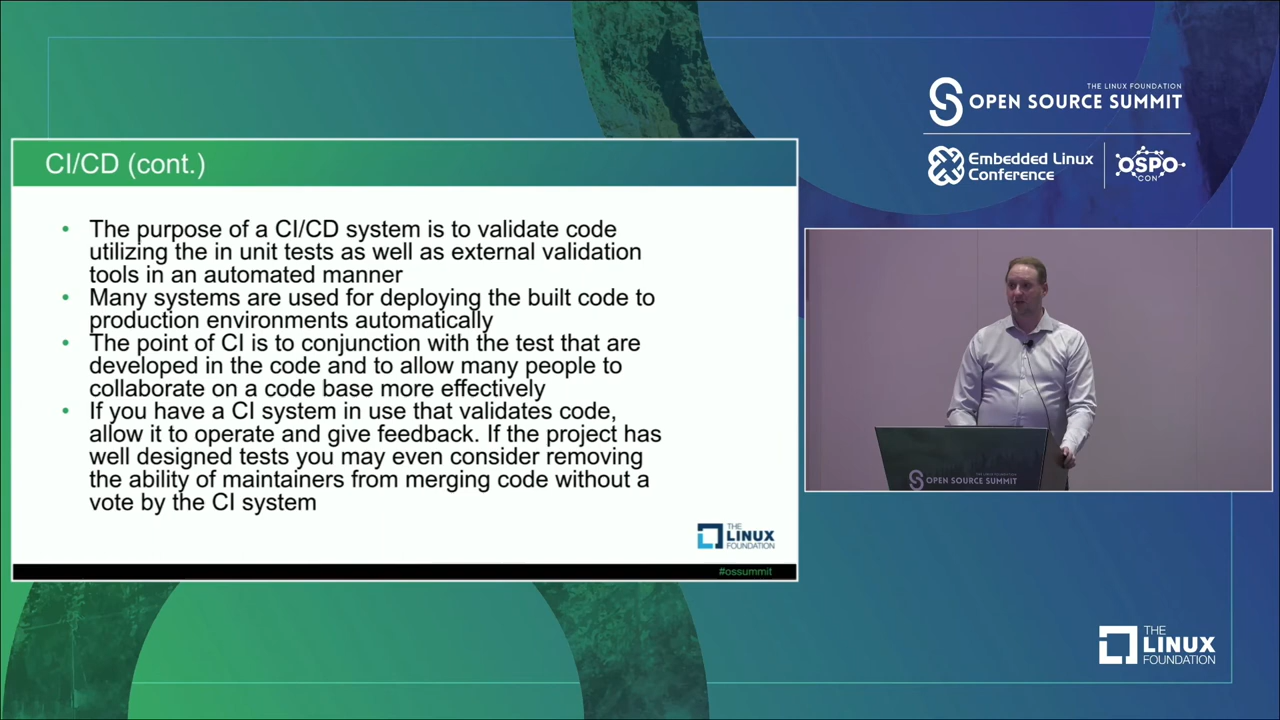 THE LINUX FOUNDATION
OPEN SOURCE SUMMIT
Embedded Linux
Conference
OSPO
CON
CI/CD (cont.)
• The purpose of a CI/CD system is to validate code
utilizing the in unit tests as well as external validation
tools in an automated manner
• Many systems are used for deploying the built code to
production environments automatically
• The point of CI is to conjunction with the test that are
developed in the code and to allow many people to
collaborate on a code base more effectively
• If you have a CI system in use that validates code,
allow it to operate and give feedback. If the project has
well designed tests you may even consider removing
the ability of maintainers from merging code without a
vote by the CI system
THE
LINUX
FOUNDATION
#ossummit
THE LINUX FOUNDATION
OPEN SOURCE SUMMIT
THE
LINUX
FOUNDATION